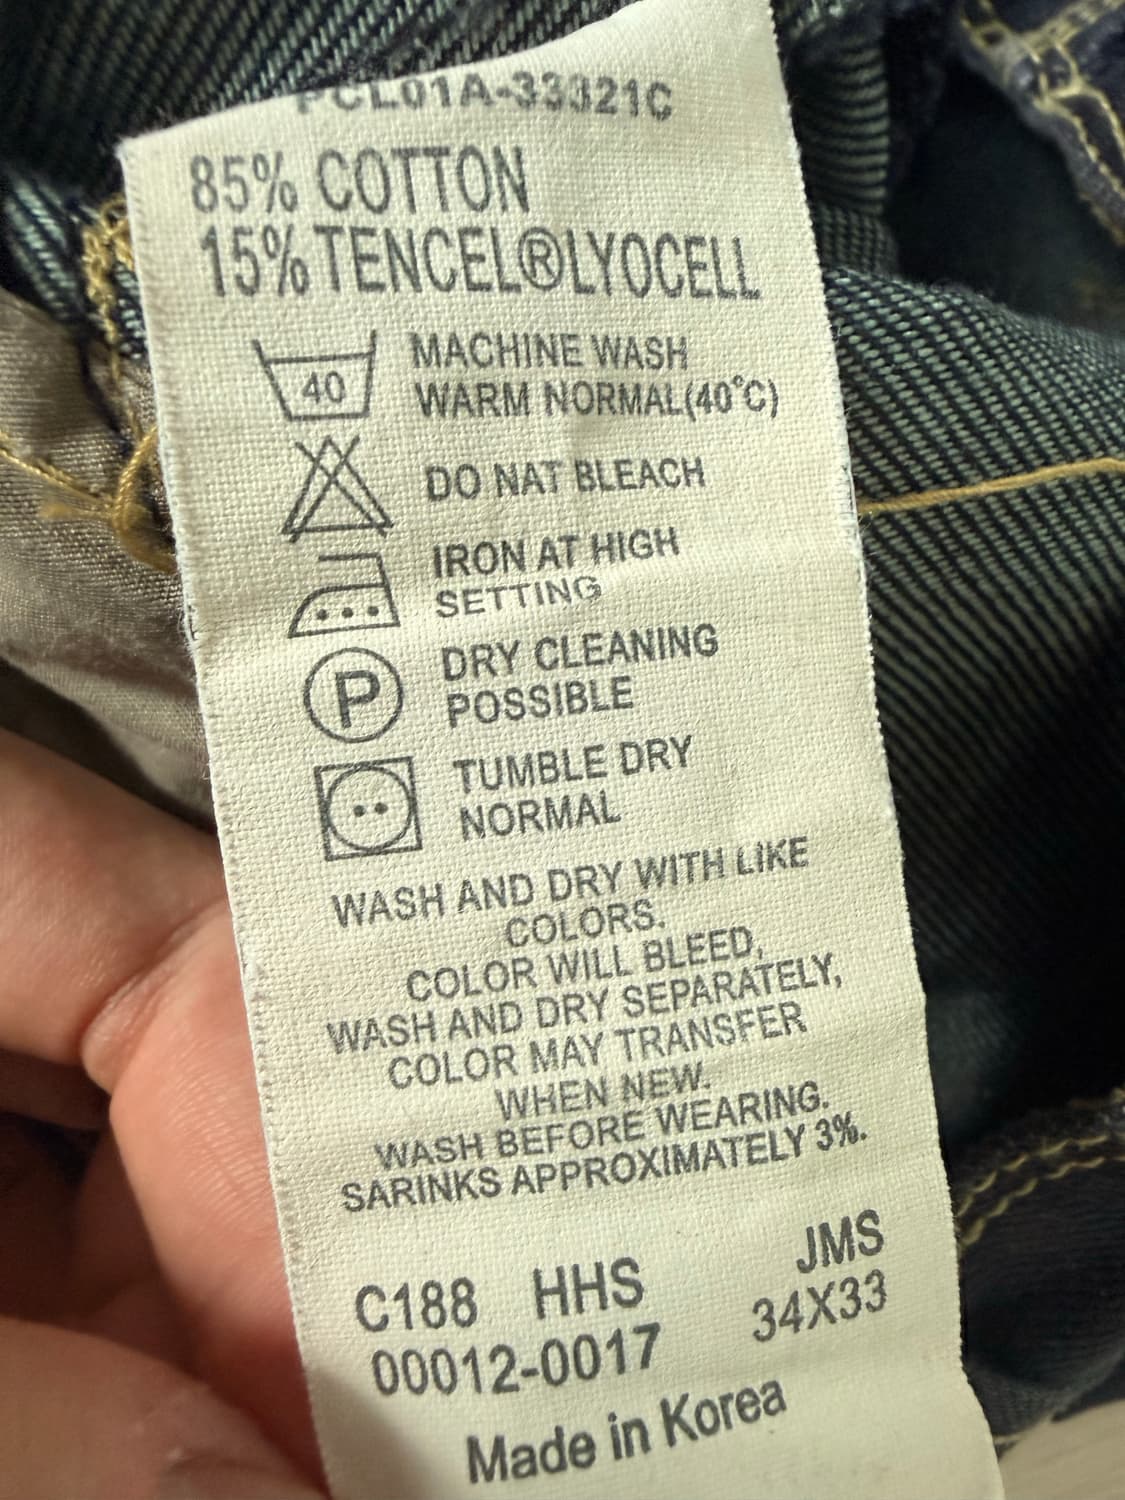 PCL01A-33321C
85% COTTON
15% TENCEL®LYOCELL
40
MACHINE WASH
WARM NORMAL(40°C)
DO NAT BLEACH
IRON AT HIGH
SETTING
P
DRY CLEANING
POSSIBLE
TUMBLE DRY
NORMAL
WASH AND DRY WITH LIKE
COLORS.
COLOR WILL BLEED,
WASH AND DRY SEPARATELY,
COLOR MAY TRANSFER
WHEN NEW.
WASH BEFORE WEARING.
SARINKS APPROXIMATELY 3%.
C188 HHS JMS
00012-0017 34X33
Made in Korea